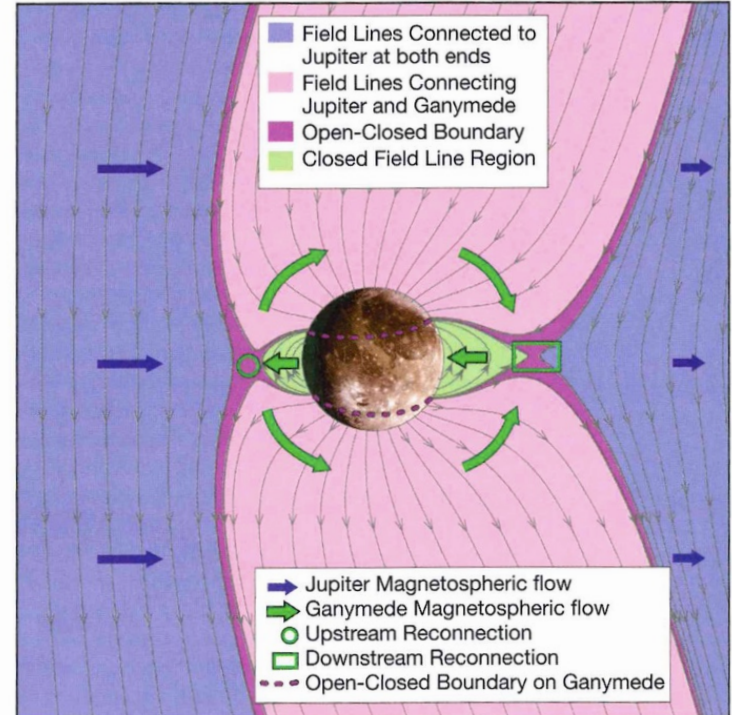 Field Lines Connected to
Jupiter at both ends
Field Lines Connecting
Jupiter and Ganymede
Open-Closed Boundary
Closed Field Line Region
Jupiter Magnetospheric flow
Ganymede Magnetospheric flow
Upstream Reconnection
Downstream Reconnection
Open-Closed Boundary on Ganymede